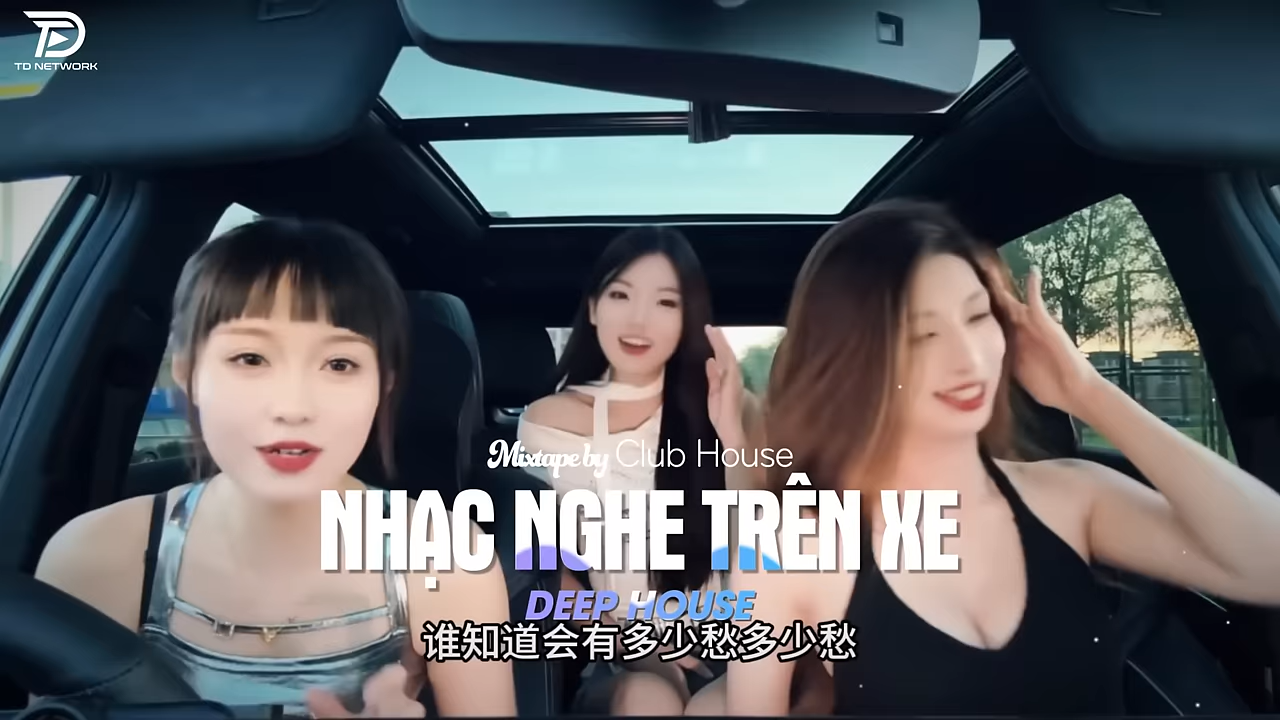 TD NETWORK
Mixtape by Club House
NHẠC NGHE TRÊN XE
DEEP HOUSE
谁知道会有多少愁多少愁